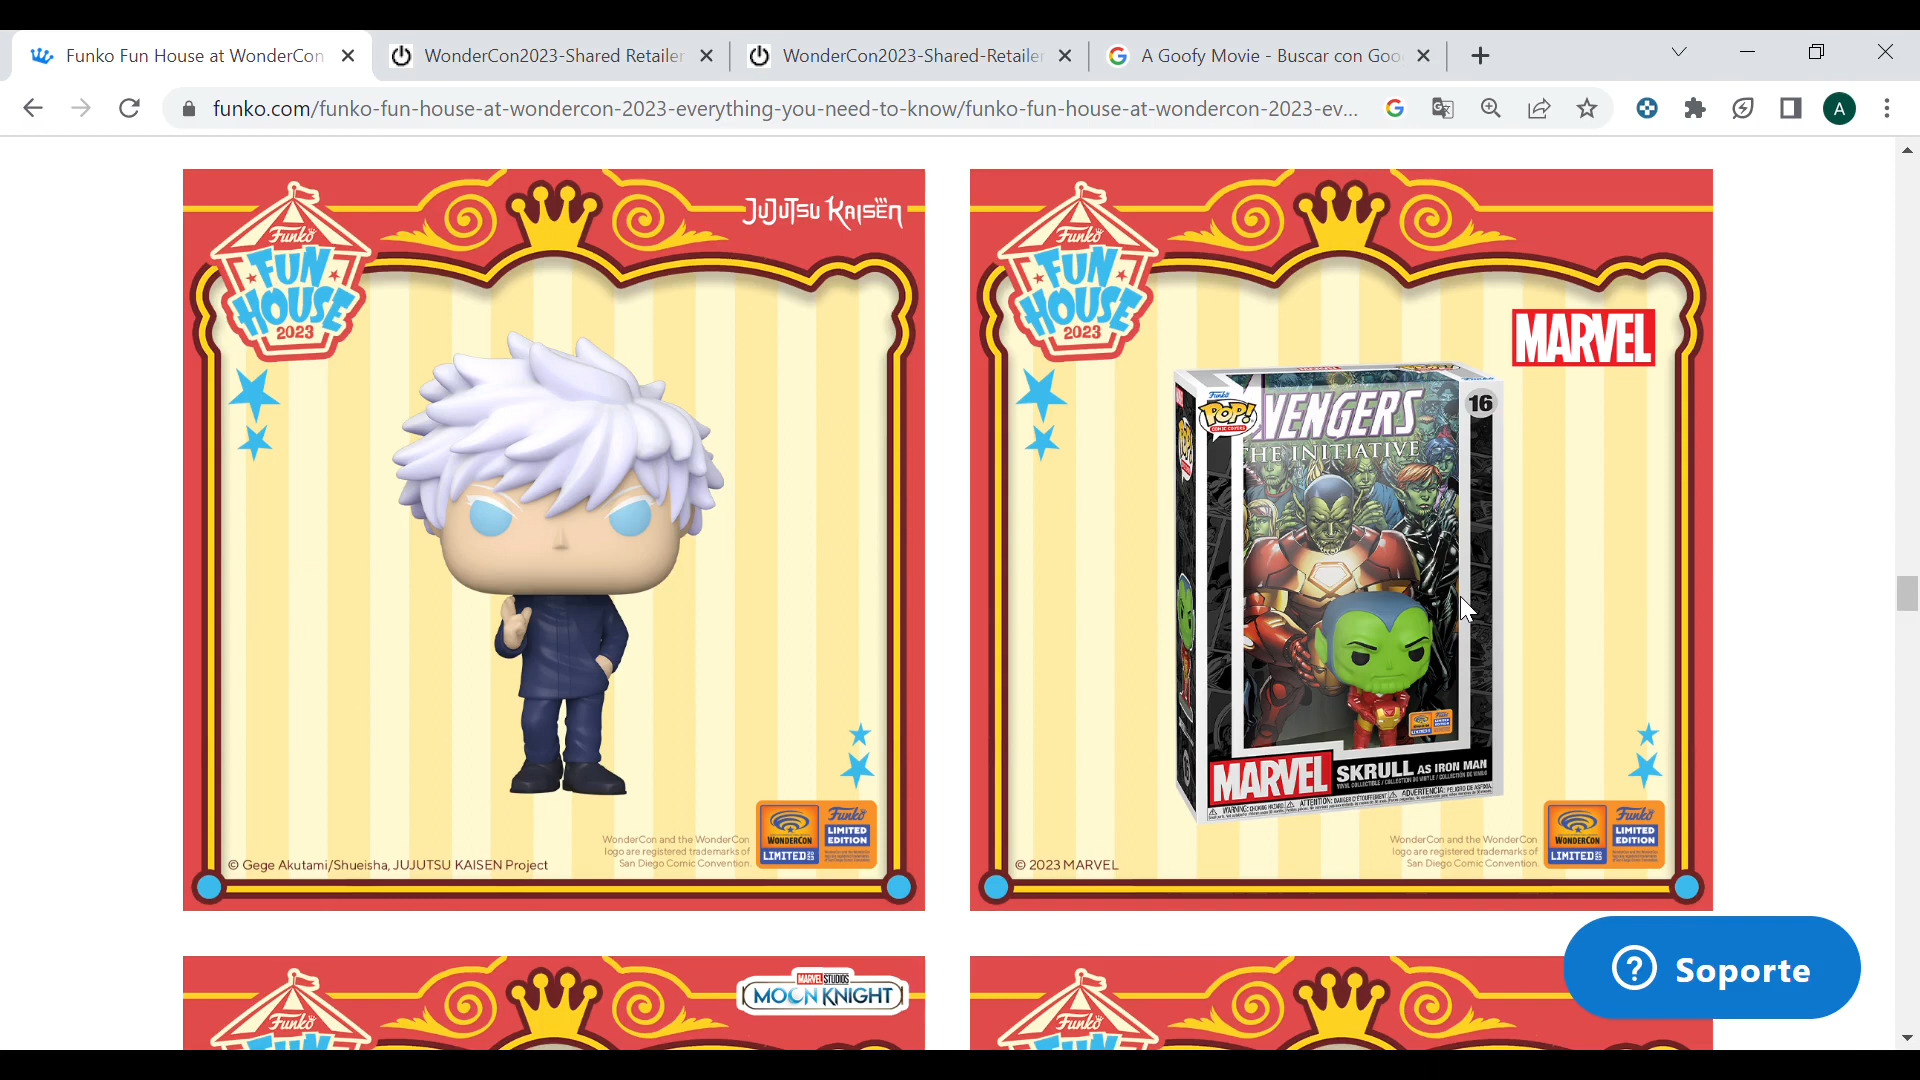 Funko Fun House at WonderCon
WonderCon2023-Shared Retailer
WonderCon2023-Shared-Retailer
A Goofy Movie - Buscar con Goo
funko.com/funko-fun-house-at-wondercon-2023-everything-you-need-to-know/funko-fun-house-at-wondercon-2023-ev...
A
Funko
FUN
HOUSE
2023
JUJUTSU KAISEN
WonderCon and the WonderCon
logo are registered trademarks of
San Diego Comic Convention.
© Gege Akutami/Shueisha, JUJUTSU KAISEN Project
WONDERCON
LIMITED
Funko
LIMITED
EDITION
Funko
FUN
HOUSE
2023
MARVEL
Funko
POP!
COMIC COVERS
16
VENGERS
THE INITIATIVE
MARVEL
SKRULL AS IRON MAN
WonderCon and the WonderCon
logo are registered trademarks of
San Diego Comic Convention.
© 2023 MARVEL
WONDERCON
LIMITED
Funko
LIMITED
EDITION
Funko
FUN
MARVEL STUDIOS
MOON KNIGHT
Funko
FUN
Soporte